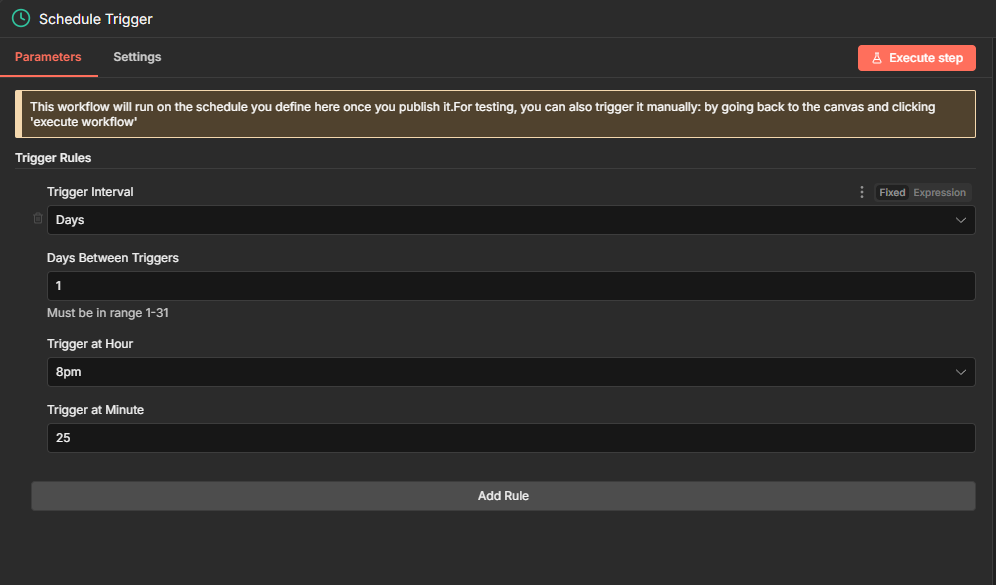 Schedule Trigger
Parameters
Settings
Execute step
This workflow will run on the schedule you define here once you publish it.For testing, you can also trigger it manually: by going back to the canvas and clicking
'execute workflow'
Trigger Rules
Trigger Interval
Fixed
Expression
Days
Days Between Triggers
1
Must be in range 1-31
Trigger at Hour
8pm
Trigger at Minute
25
Add Rule